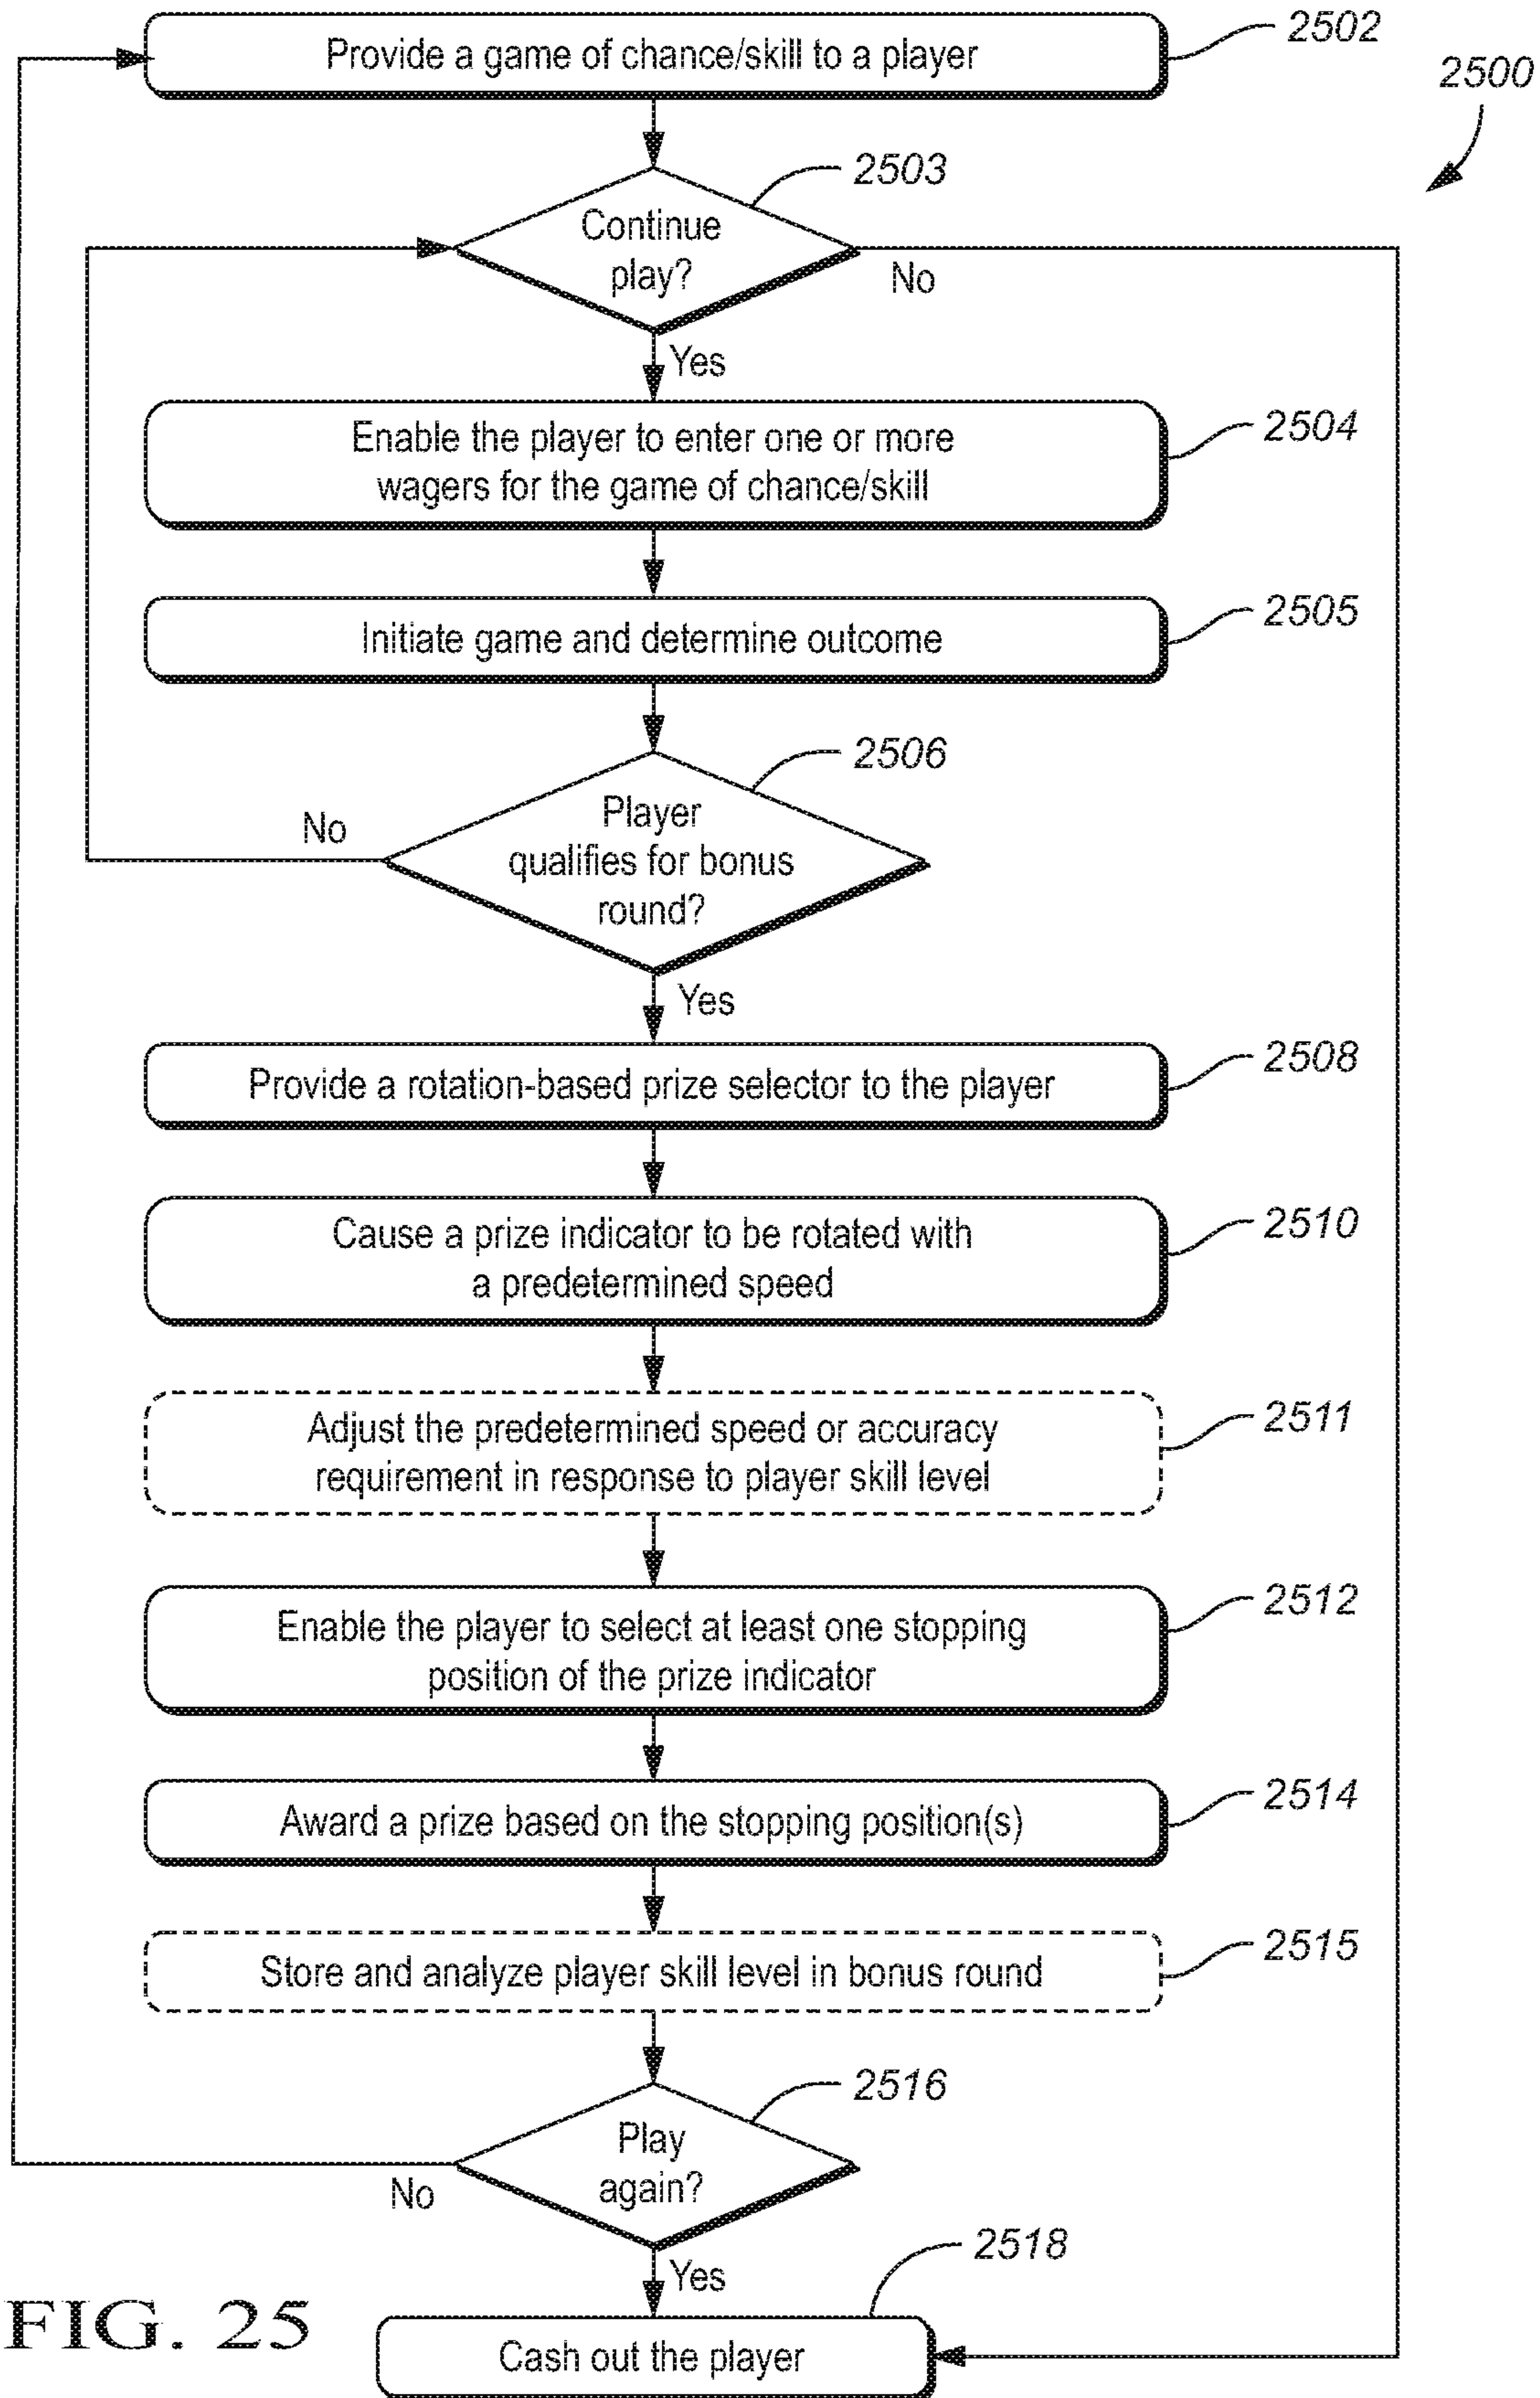 Provide a game of chance/skill to a player
2502
2500
2503
Continue
play?
No
Yes
Enable the player to enter one or more
wagers for the game of chance/skill
2504
Initiate game and determine outcome
2505
2506
Player
qualifies for bonus
round?
No
Yes
Provide a rotation-based prize selector to the player
2508
Cause a prize indicator to be rotated with
a predetermined speed
2510
Adjust the predetermined speed or accuracy
requirement in response to player skill level
2511
Enable the player to select at least one stopping
position of the prize indicator
2512
Award a prize based on the stopping position(s)
2514
Store and analyze player skill level in bonus round
2515
2516
Play
again?
No
Yes
2518
Cash out the player
FIG. 25